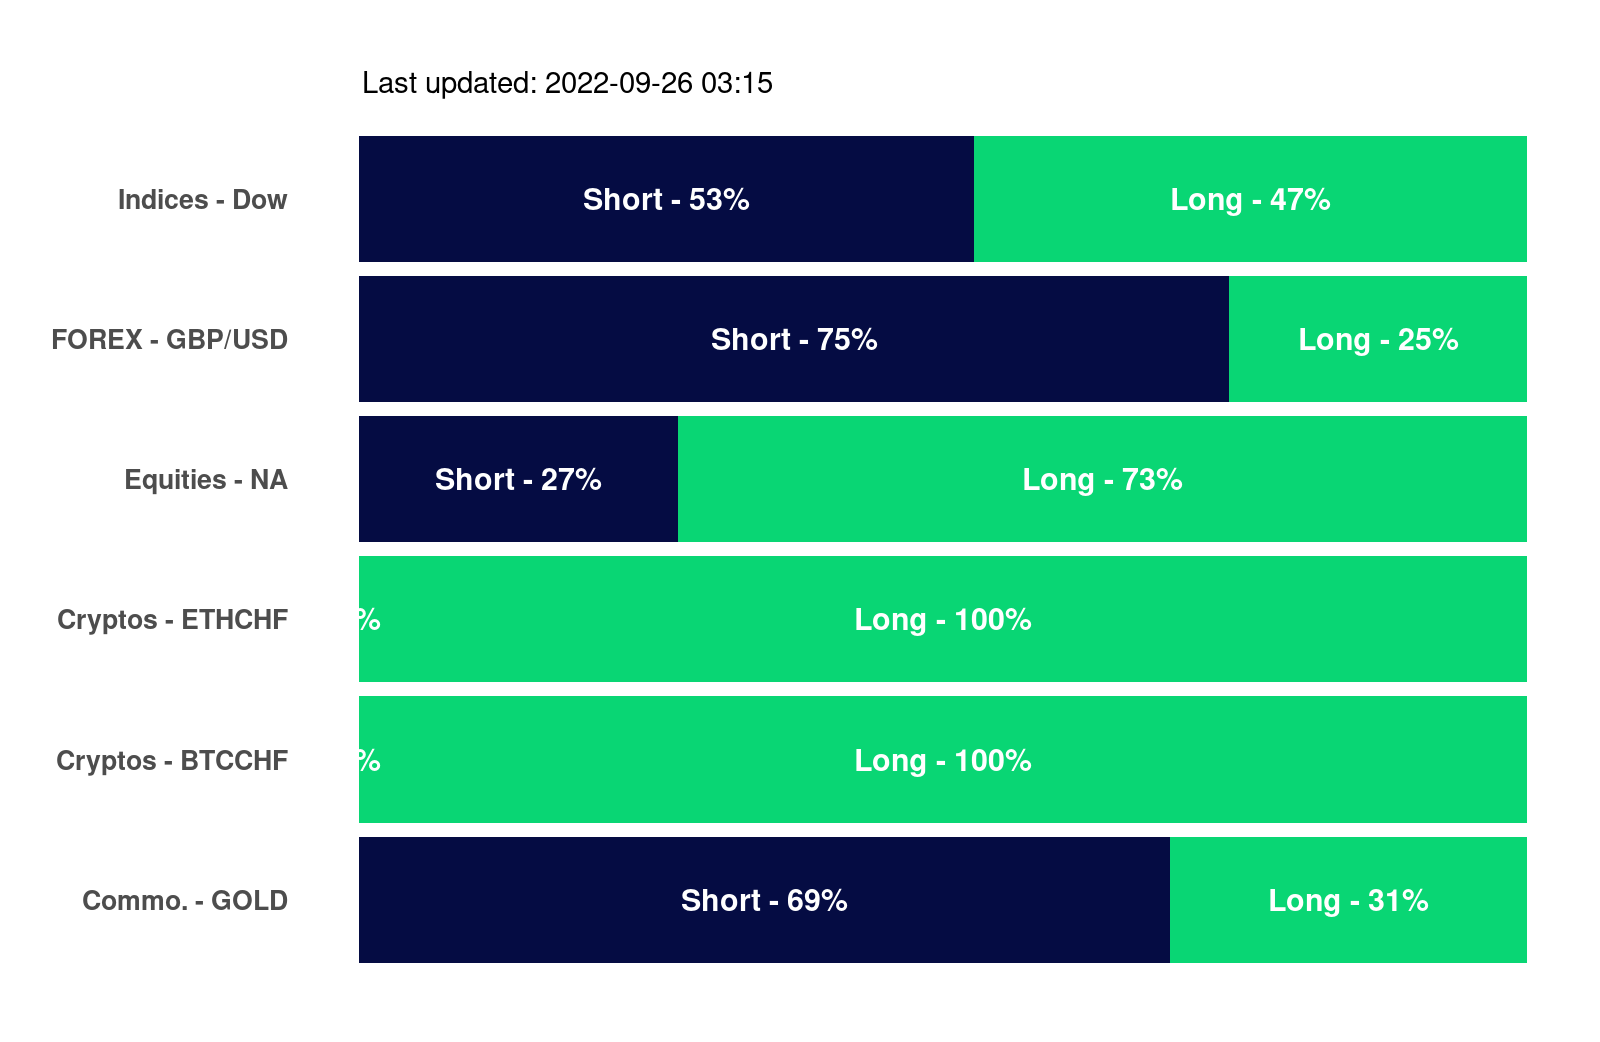 Last updated: 2022-09-26 03:15
Indices - Dow Short - 53% Long - 47%
FOREX - GBP/USD Short - 75% Long - 25%
Equities - NA Short - 27% Long - 73%
Cryptos - ETHCHF % Long - 100%
Cryptos - BTCCHF % Long - 100%
Commo. - GOLD Short - 69% Long - 31%